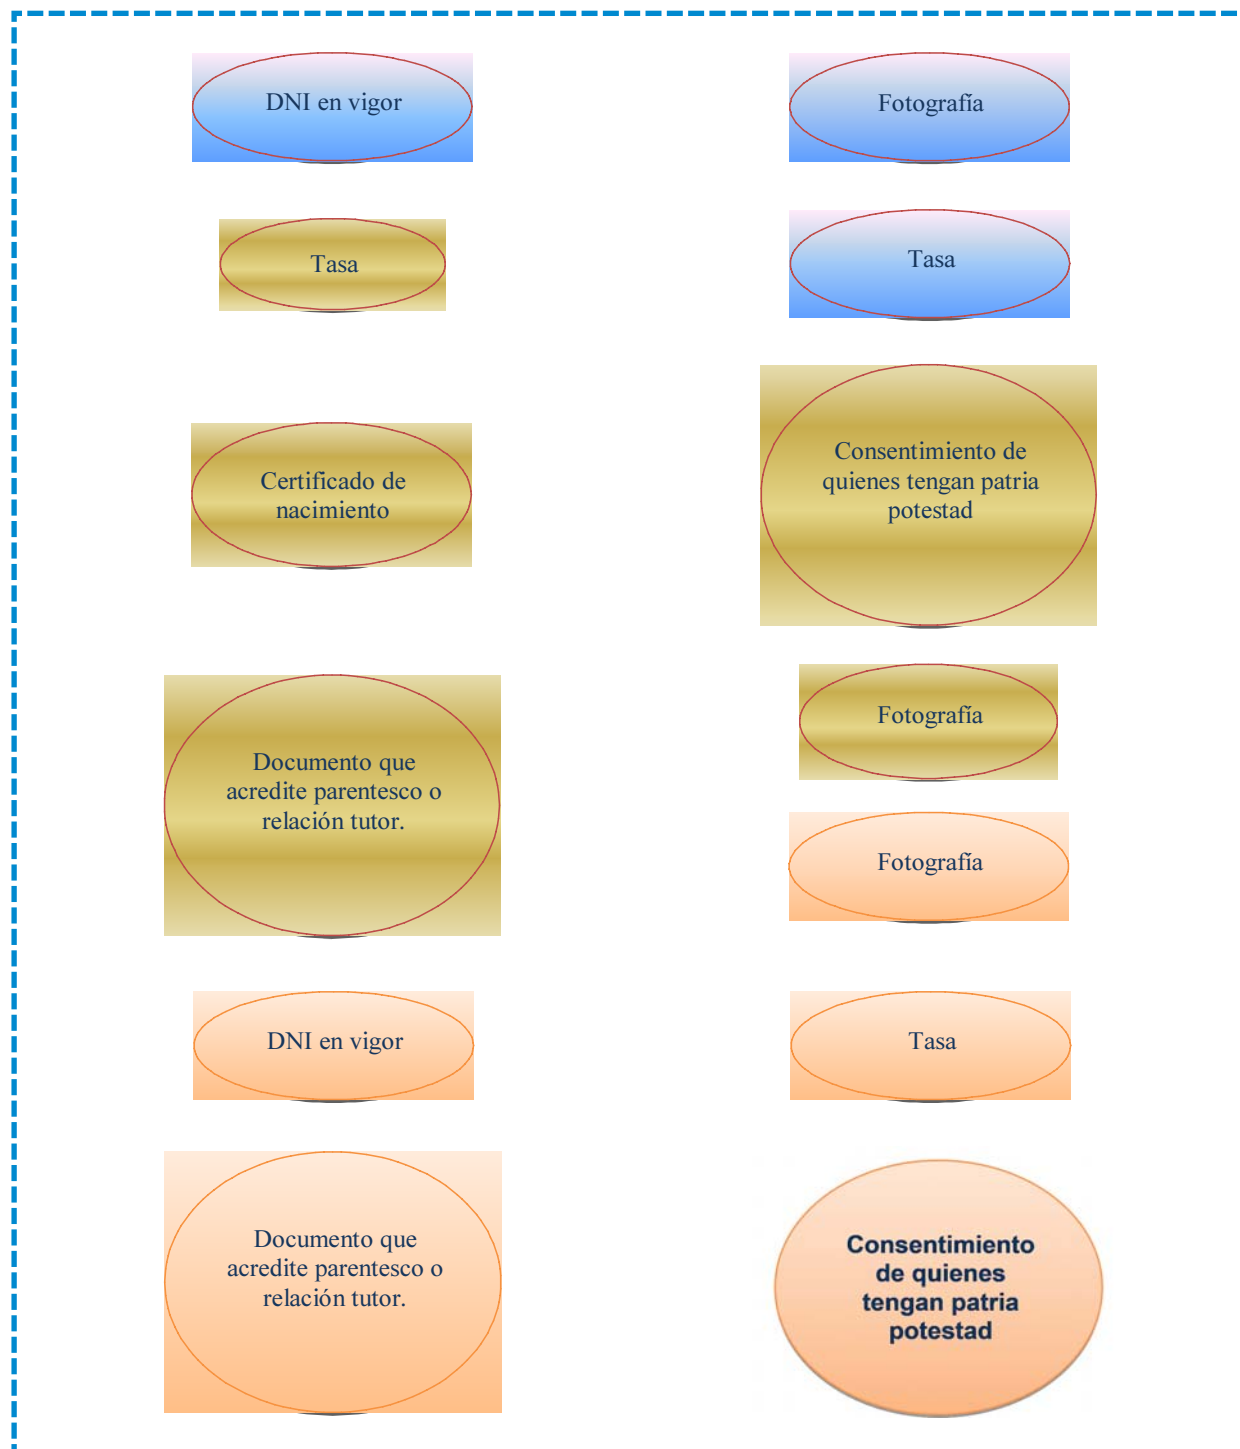 DNI en vigor
Fotografía
Tasa
Tasa
Certificado de
nacimiento
Consentimiento de
quienes tengan patria
potestad
Documento que
acredite parentesco o
relación tutor.
Fotografía
Fotografía
DNI en vigor
Tasa
Documento que
acredite parentesco o
relación tutor.
Consentimiento
de quienes
tengan patria
potestad